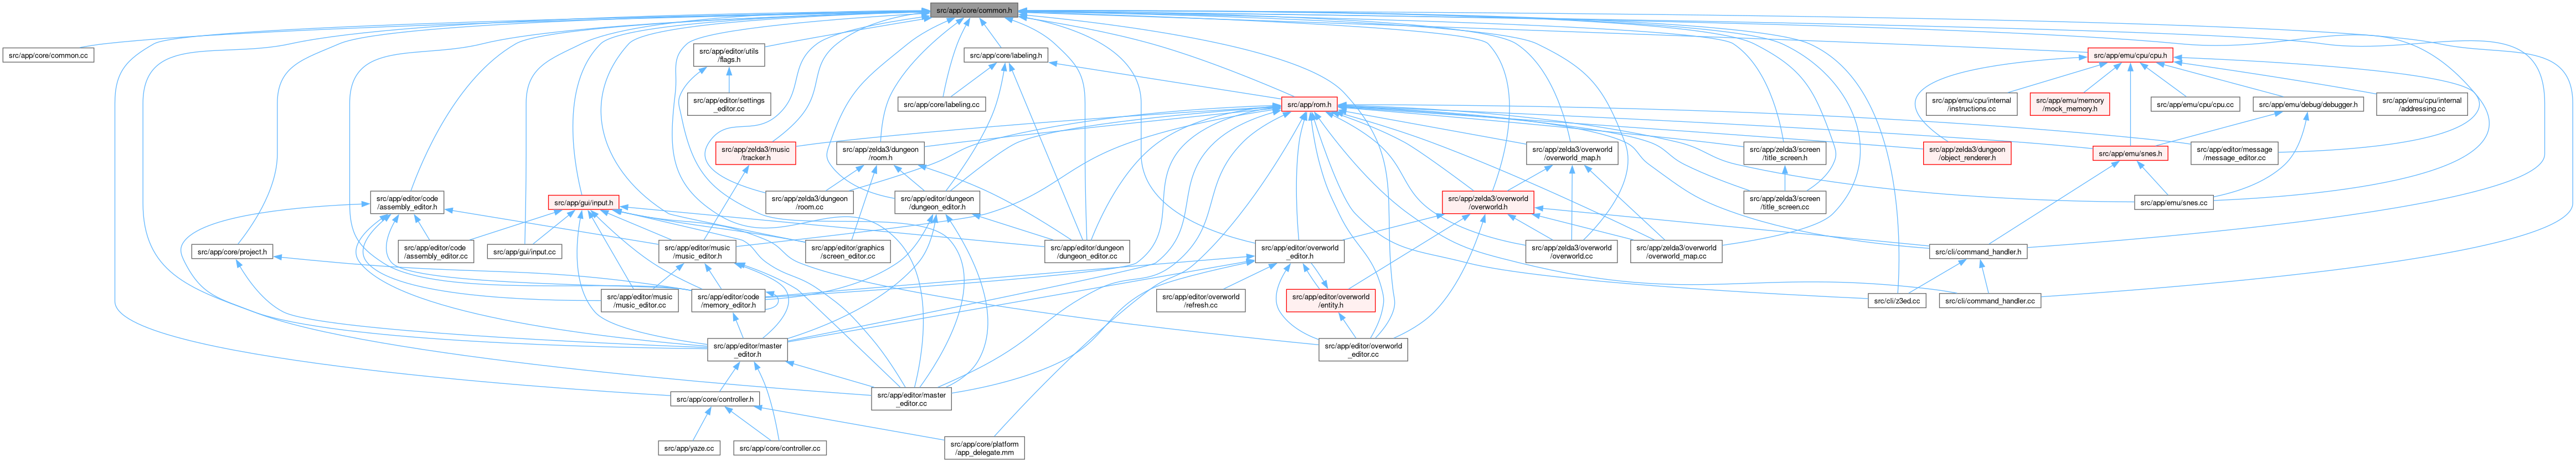 src/app/core/common.h
src/app/core/common.cc
src/app/editor/utils
/flags.h
src/app/core/labeling.h
src/app/emu/cpu/cpu.h
src/app/editor/settings
_editor.cc
src/app/core/labeling.cc
src/app/rom.h
src/app/emu/cpu/internal
/instructions.cc
src/app/emu/memory
/mock_memory.h
src/app/emu/cpu/cpu.cc
src/app/emu/debug/debugger.h
src/app/emu/cpu/internal
/addressing.cc
src/app/zelda3/music
/tracker.h
src/app/zelda3/dungeon
/room.h
src/app/zelda3/overworld
/overworld_map.h
src/app/zelda3/screen
/title_screen.h
src/app/zelda3/dungeon
/object_renderer.h
src/app/emu/snes.h
src/app/editor/message
/message_editor.cc
src/app/editor/code
/assembly_editor.h
src/app/gui/input.h
src/app/zelda3/dungeon
/room.cc
src/app/editor/dungeon
/dungeon_editor.h
src/app/zelda3/overworld
/overworld.h
src/app/zelda3/screen
/title_screen.cc
src/app/emu/snes.cc
src/app/core/project.h
src/app/editor/code
/assembly_editor.cc
src/app/gui/input.cc
src/app/editor/music
/music_editor.h
src/app/editor/graphics
/screen_editor.cc
src/app/editor/dungeon
/dungeon_editor.cc
src/app/editor/overworld
_editor.h
src/app/zelda3/overworld
/overworld.cc
src/app/zelda3/overworld
/overworld_map.cc
src/cli/command_handler.h
src/app/editor/music
/music_editor.cc
src/app/editor/code
/memory_editor.h
src/app/editor/overworld
/refresh.cc
src/app/editor/overworld
/entity.h
src/cli/z3ed.cc
src/cli/command_handler.cc
src/app/editor/master
_editor.h
src/app/editor/overworld
_editor.cc
src/app/core/controller.h
src/app/editor/master
_editor.cc
src/app/yaze.cc
src/app/core/controller.cc
src/app/core/platform
/app_delegate.mm